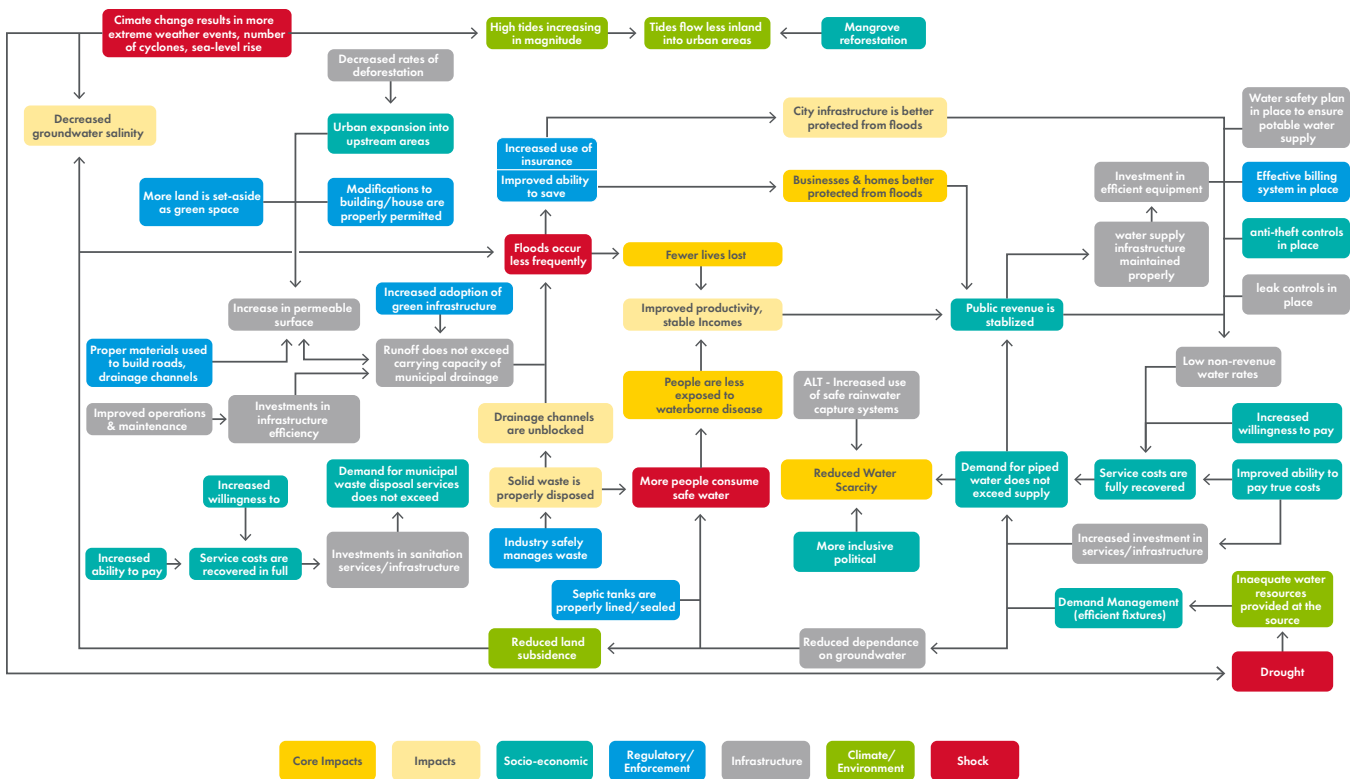 Cimate change results in more
extreme weather events, number
of cyclones, sea-level rise
High tides increasing
in magnitude
Tides flow less inland
into urban areas
Mangrove
reforestation
Decreased rates of
deforestation
Decreased
groundwater salinity
Urban expansion into
upstream areas
City infrastructure is better
protected from floods
Water safety plan
in place to ensure
potable water
supply
Increased use of
insurance
Improved ability
to save
Businesses & homes better
protected from floods
Investment in
efficient equipment
Effective billing
system in place
More land is set-aside
as green space
Modifications to
building/house are
properly permitted
Floods occur
less frequently
Fewer lives lost
water supply
infrastructure
maintained
properly
anti-theft controls
in place
Increased adoption of
green infrastructure
Increase in permeable
surface
Improved productivity,
stable Incomes
Public revenue is
stablized
leak controls in
place
Proper materials used
to build roads,
drainage channels
Runoff does not exceed
carrying capacity of
municipal drainage
Low non-revenue
water rates
Improved operations
& maintenance
Investments in
infrastructure
efficiency
People are less
exposed to
waterborne disease
ALT - Increased use
of safe rainwater
capture systems
Drainage channels
are unblocked
Increased
willingness to pay
Increased
willingness to
Demand for municipal
waste disposal services
does not exceed
Solid waste is
properly disposed
More people consume
safe water
Reduced Water
Scarcity
Demand for piped
water does not
exceed supply
Service costs are
fully recovered
Improved ability to
pay true costs
Increased
ability to pay
Service costs are
recovered in full
Investments in sanitation
services/infrastructure
Industry safely
manages waste
More inclusive
political
Increased investment in
services/infrastructure
Septic tanks are
properly lined/sealed
Demand Management
(efficient fixtures)
Inaequate water
resources
provided at the
source
Reduced land
subsidence
Reduced dependance
on groundwater
Drought
Core Impacts
Impacts
Socio-economic
Regulatory/
Enforcement
Infrastructure
Climate/
Environment
Shock